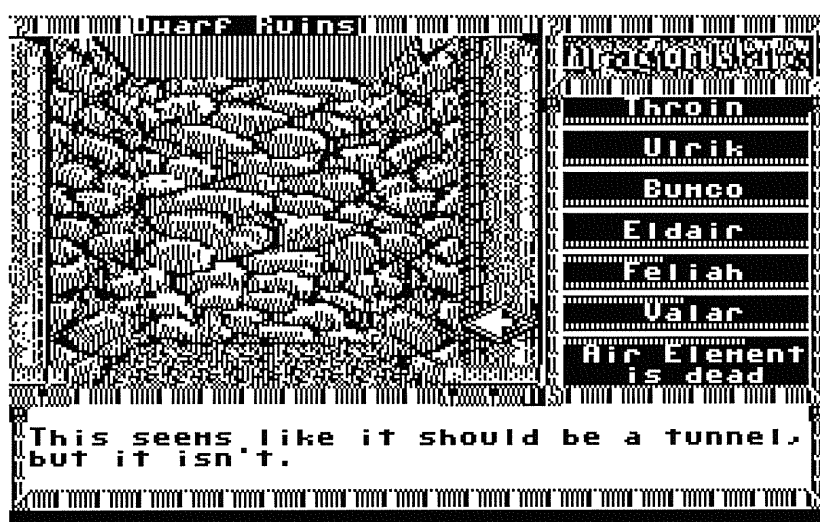 Dwarf Ruins
Dragon Wars
Throin
Ulrik
Bunco
Eldair
Feliah
Valar
Air Element
is dead
This seems like it should be a tunnel,
but it isn't.